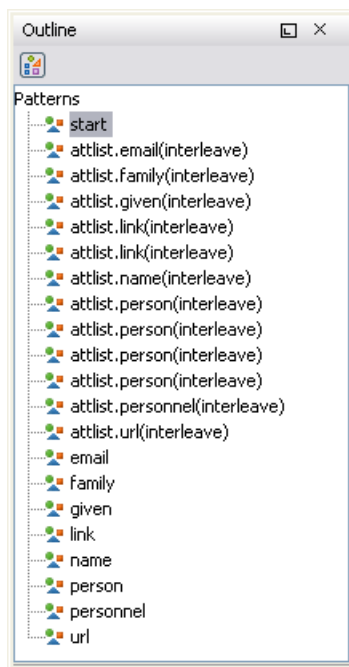 Outline
Patterns
start
attlist.email(interleave)
attlist.family(interleave)
attlist.given(interleave)
attlist.link(interleave)
attlist.link(interleave)
attlist.name(interleave)
attlist.person(interleave)
attlist.person(interleave)
attlist.person(interleave)
attlist.person(interleave)
attlist.personnel(interleave)
attlist.url(interleave)
email
family
given
link
name
person
personnel
url